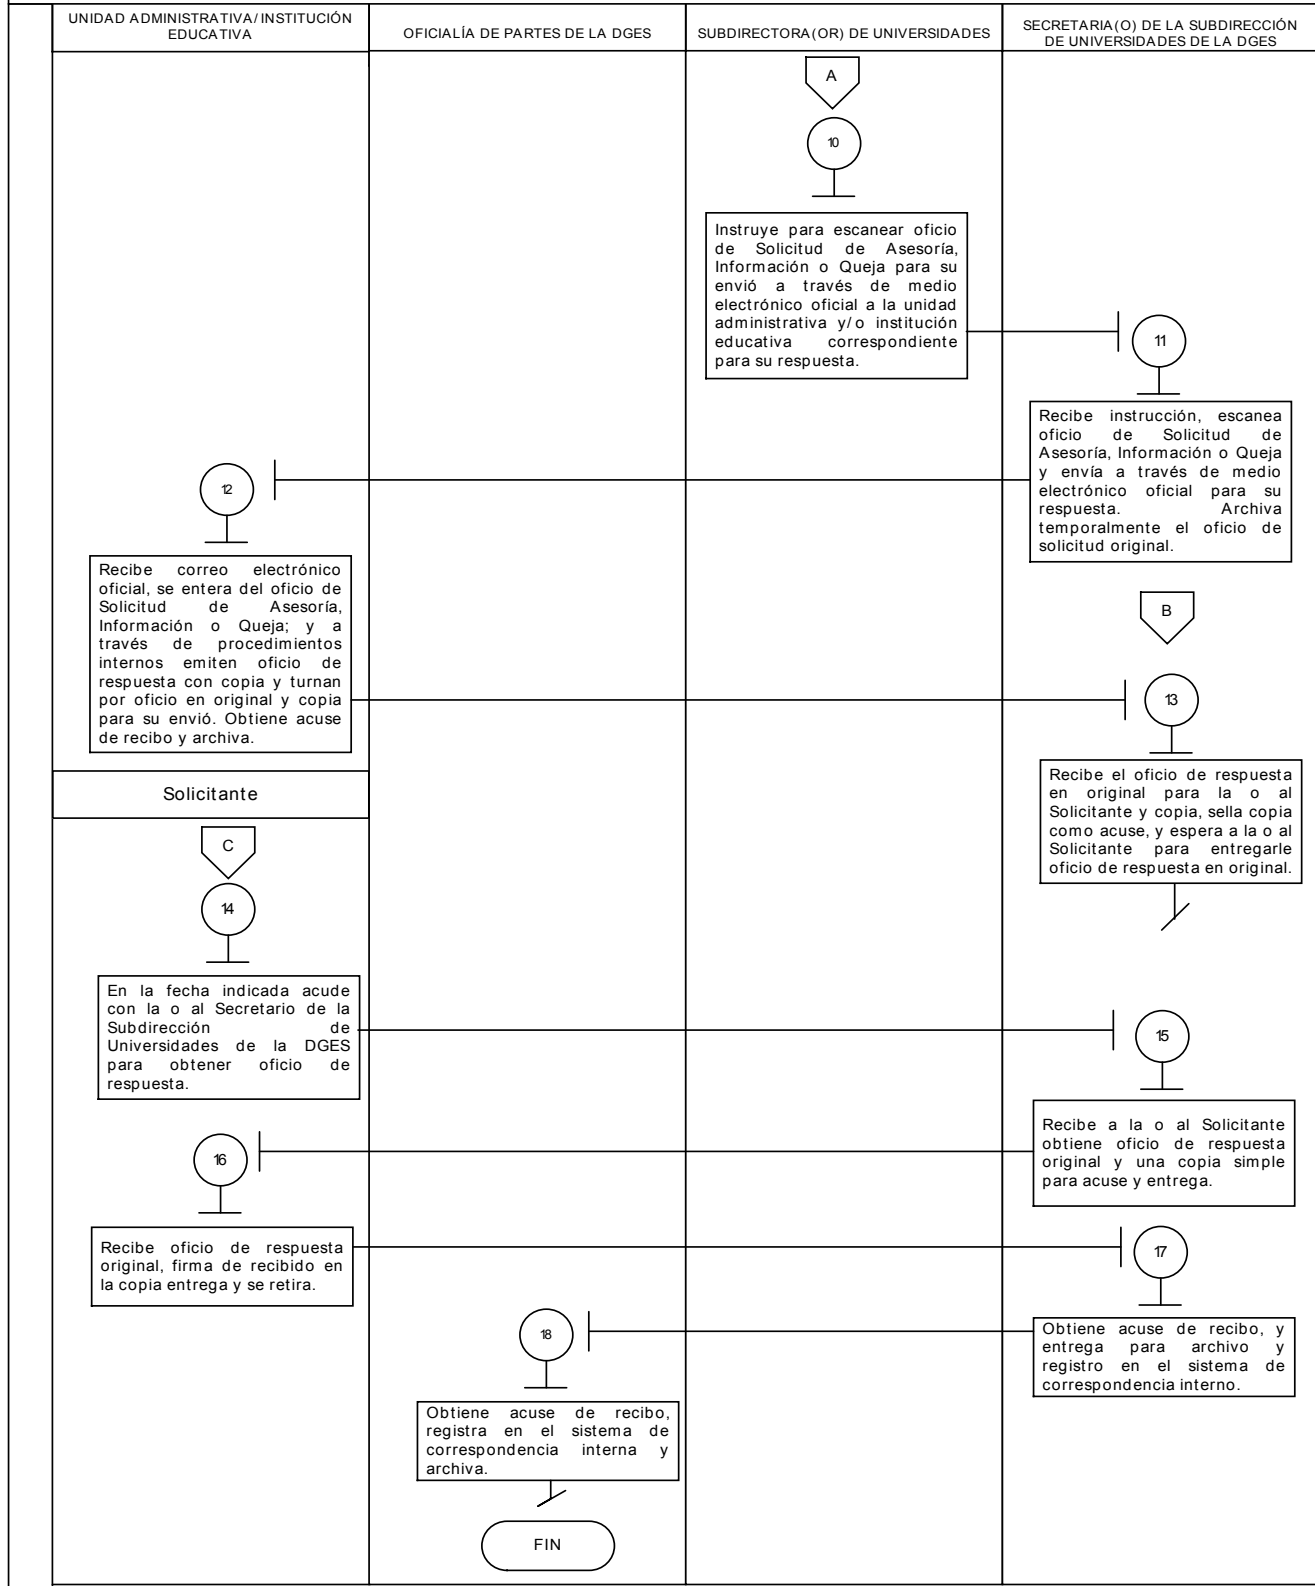 UNIDAD ADMINISTRATIVA/INSTITUCIÓN
EDUCATIVA
OFICIALÍA DE PARTES DE LA DGES
SUBDIRECTORA(OR) DE UNIVERSIDADES
SECRETARIA(O) DE LA SUBDIRECCIÓN
DE UNIVERSIDADES DE LA DGES
A
10
Instruye para escanear oficio
de Solicitud de Asesoría,
Información o Queja para su
envió a través de medio
electrónico oficial a la unidad
administrativa y/o institución
educativa correspondiente
para su respuesta.
11
Recibe instrucción, escanea
oficio de Solicitud de
Asesoría, Información o Queja
y envía a través de medio
electrónico oficial para su
respuesta. Archiva
temporalmente el oficio de
solicitud original.
12
Recibe correo electrónico
oficial, se entera del oficio de
Solicitud de Asesoría,
Información o Queja; y a
través de procedimientos
internos emiten oficio de
respuesta con copia y turnan
por oficio en original y copia
para su envió. Obtiene acuse
de recibo y archiva.
B
13
Recibe el oficio de respuesta
en original para la o al
Solicitante y copia, sella copia
como acuse, y espera a la o al
Solicitante para entregarle
oficio de respuesta en original.
Solicitante
C
14
En la fecha indicada acude
con la o al Secretario de la
Subdirección de
Universidades de la DGES
para obtener oficio de
respuesta.
15
Recibe a la o al Solicitante
obtiene oficio de respuesta
original y una copia simple
para acuse y entrega.
16
Recibe oficio de respuesta
original, firma de recibido en
la copia entrega y se retira.
17
Obtiene acuse de recibo, y
entrega para archivo y
registro en el sistema de
correspondencia interno.
18
Obtiene acuse de recibo,
registra en el sistema de
correspondencia interna y
archiva.
FIN